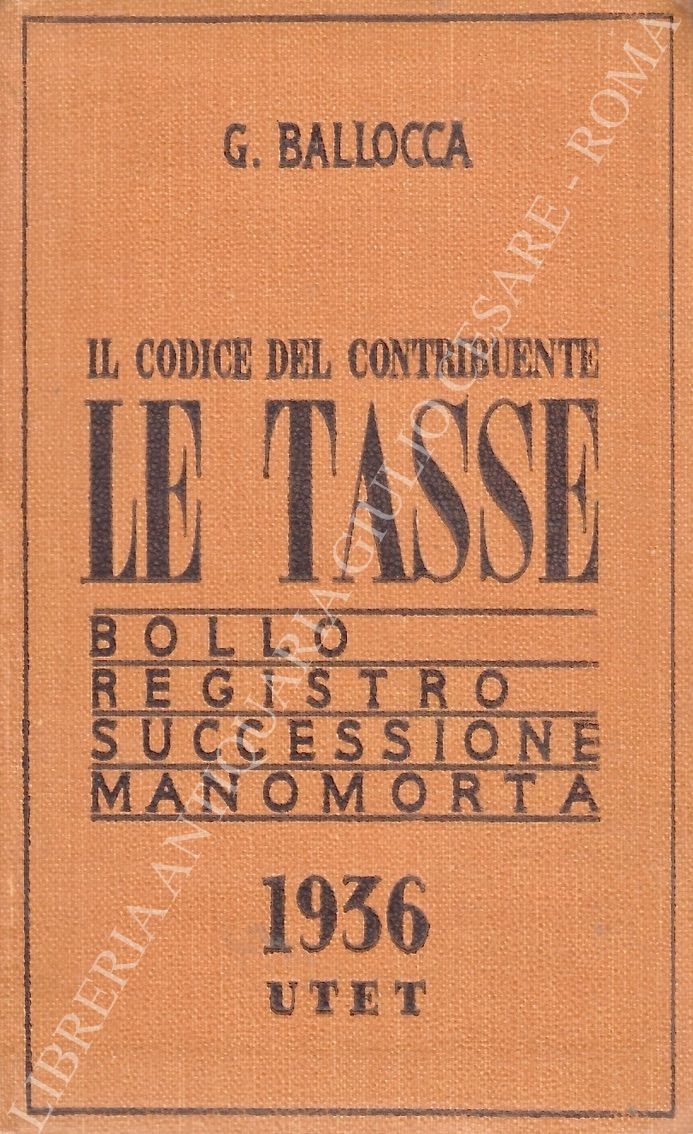 G. BALLOCCA
IL CODICE DEL CONTRIBUENTE
LE TASSE
BOLLO
REGISTRO
SUCCESSIONE
MANOMORTA
1936
UTET
LIBRERIA ANTIQUARIA GIULIO CESARE - ROMA